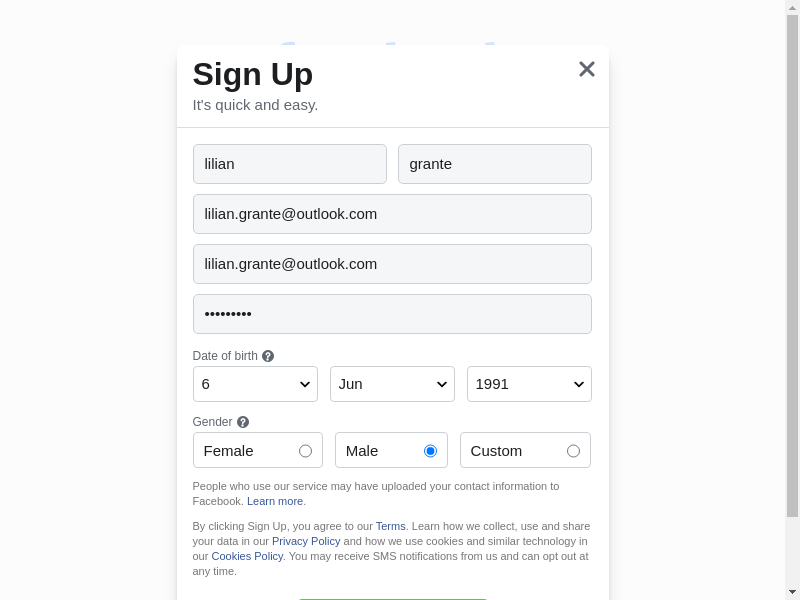 Sign Up
It's quick and easy.
lilian grante
lilian.grante@outlook.com
lilian.grante@outlook.com
•••••••••
Date of birth
6 Jun 1991
Gender
Female Male Custom
People who use our service may have uploaded your contact information to
Facebook. Learn more.
By clicking Sign Up, you agree to our Terms. Learn how we collect, use and share
your data in our Privacy Policy and how we use cookies and similar technology in
our Cookies Policy. You may receive SMS notifications from us and can opt out at
any time.